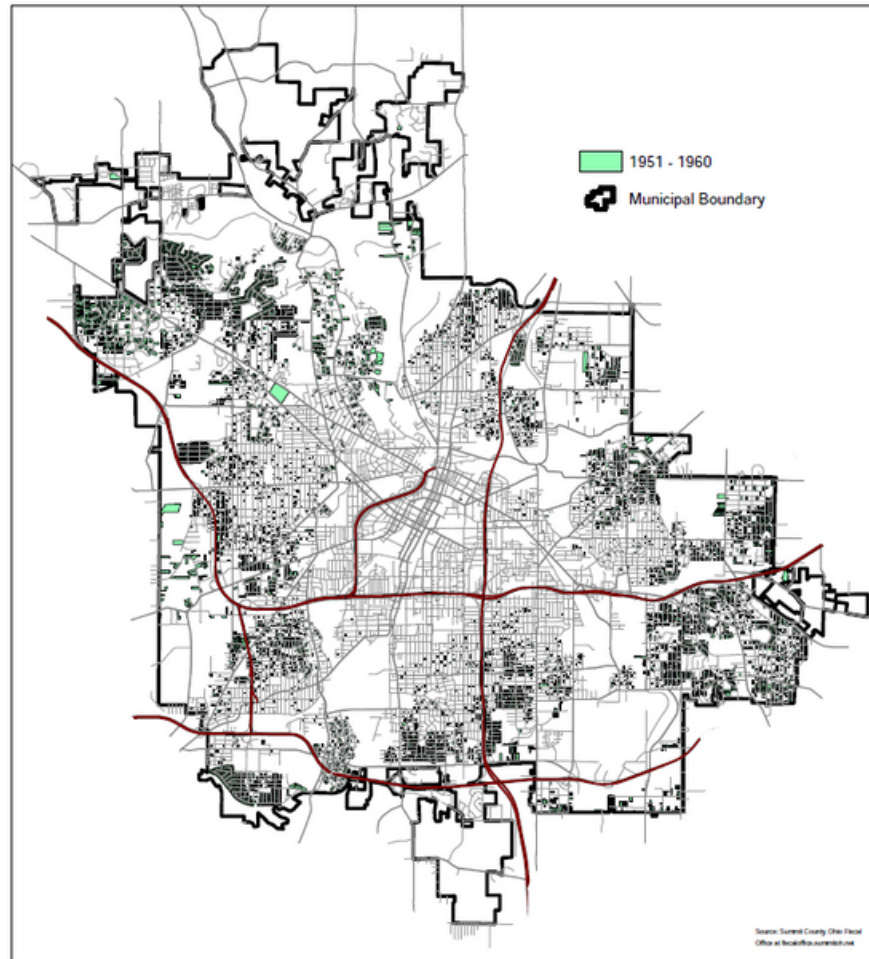 1951 - 1960
Municipal Boundary
Source: Summit County Ohio Fiscal
Office at fiscaloffice.summitoh.net